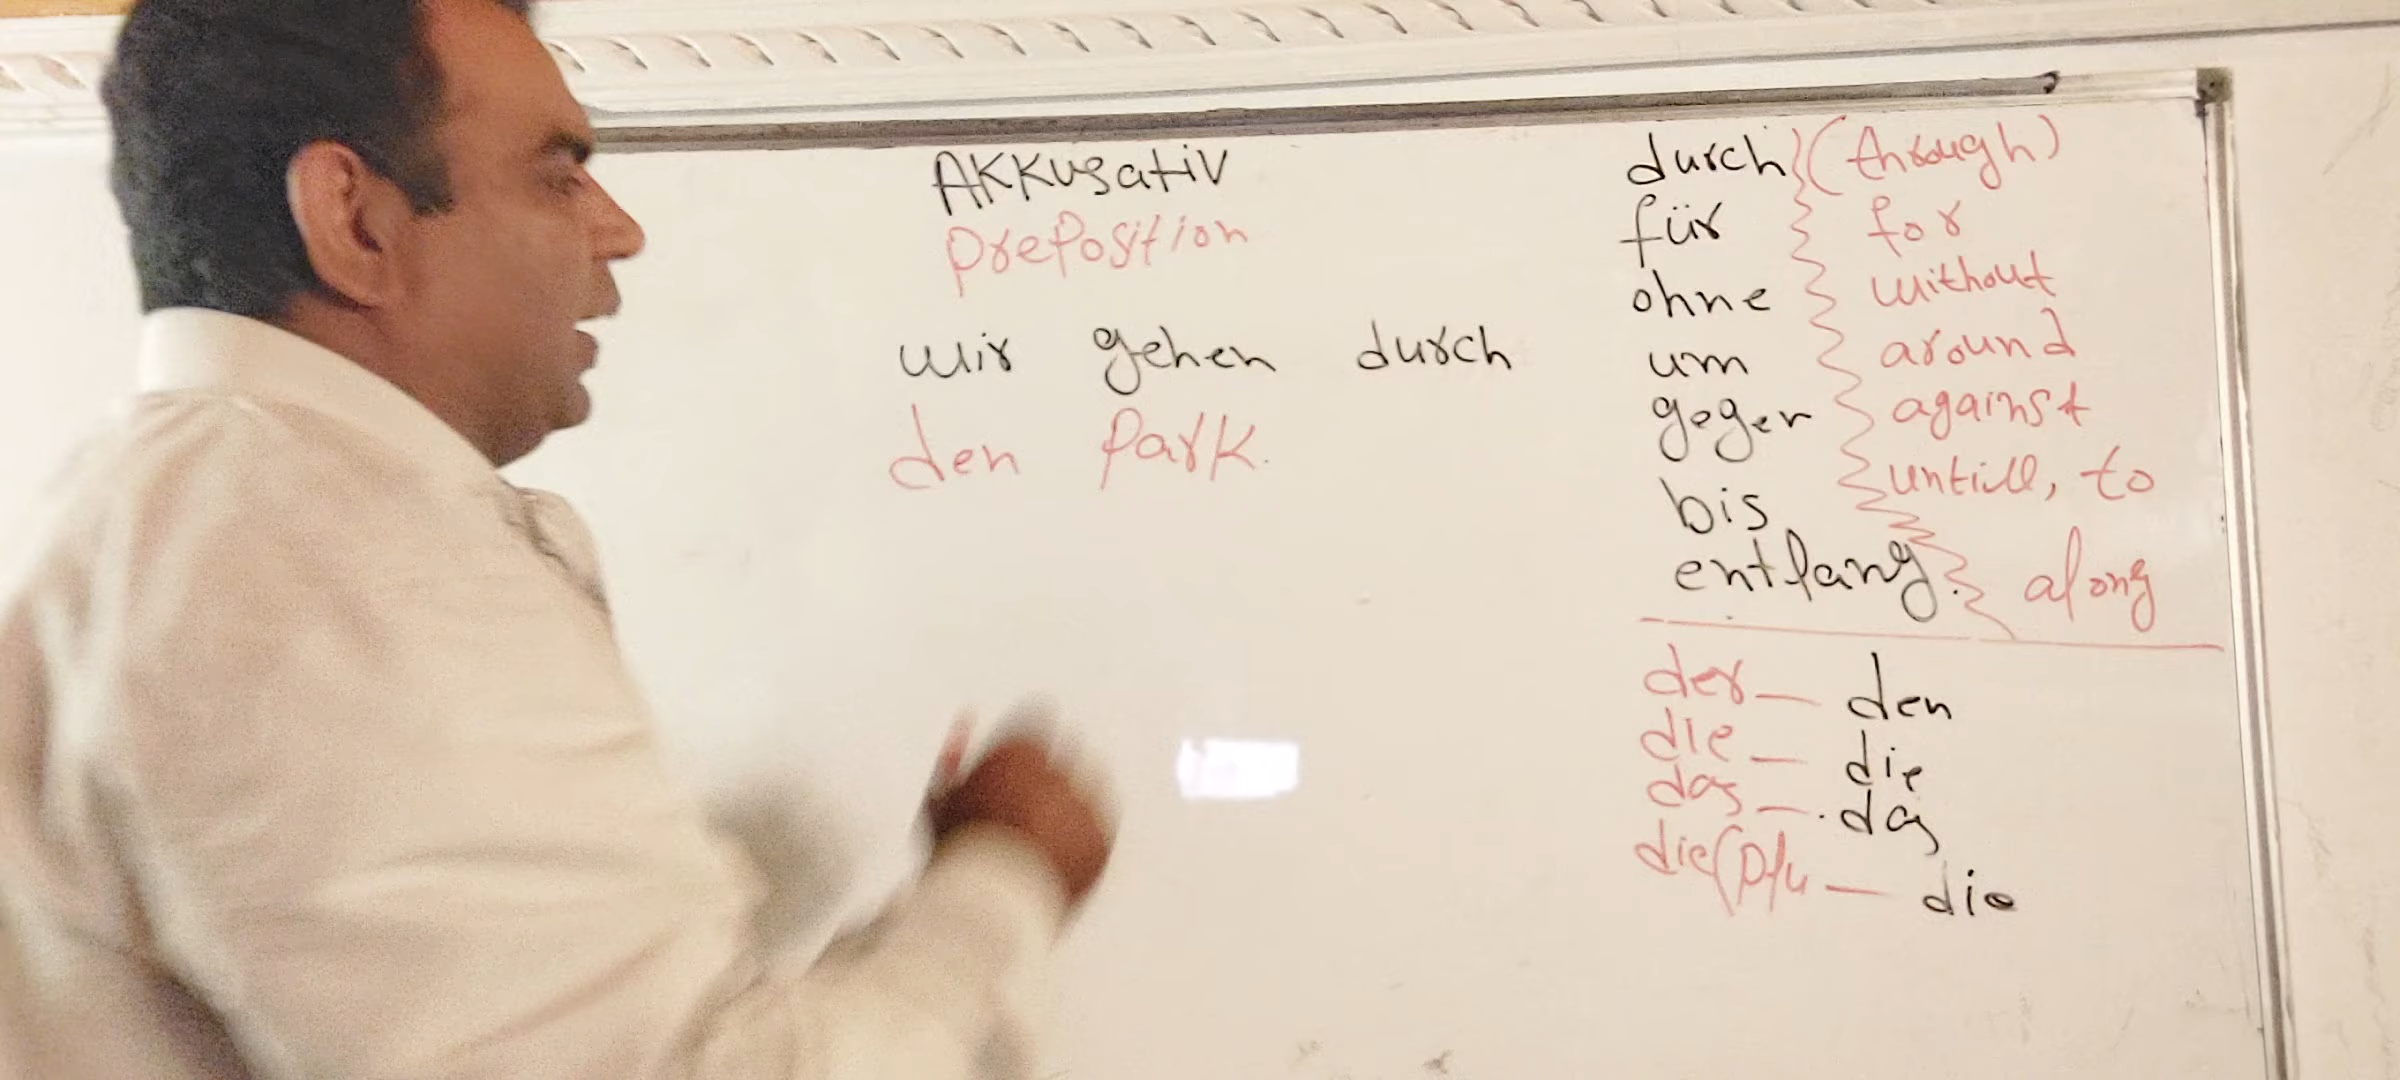 AKKusativ
Preposition
wir gehen durch
den Park.
durch (through)
für for
ohne without
um around
gegen against
bis untill, to
entlang. along
der — den
die — die
das — das
die (plu — die